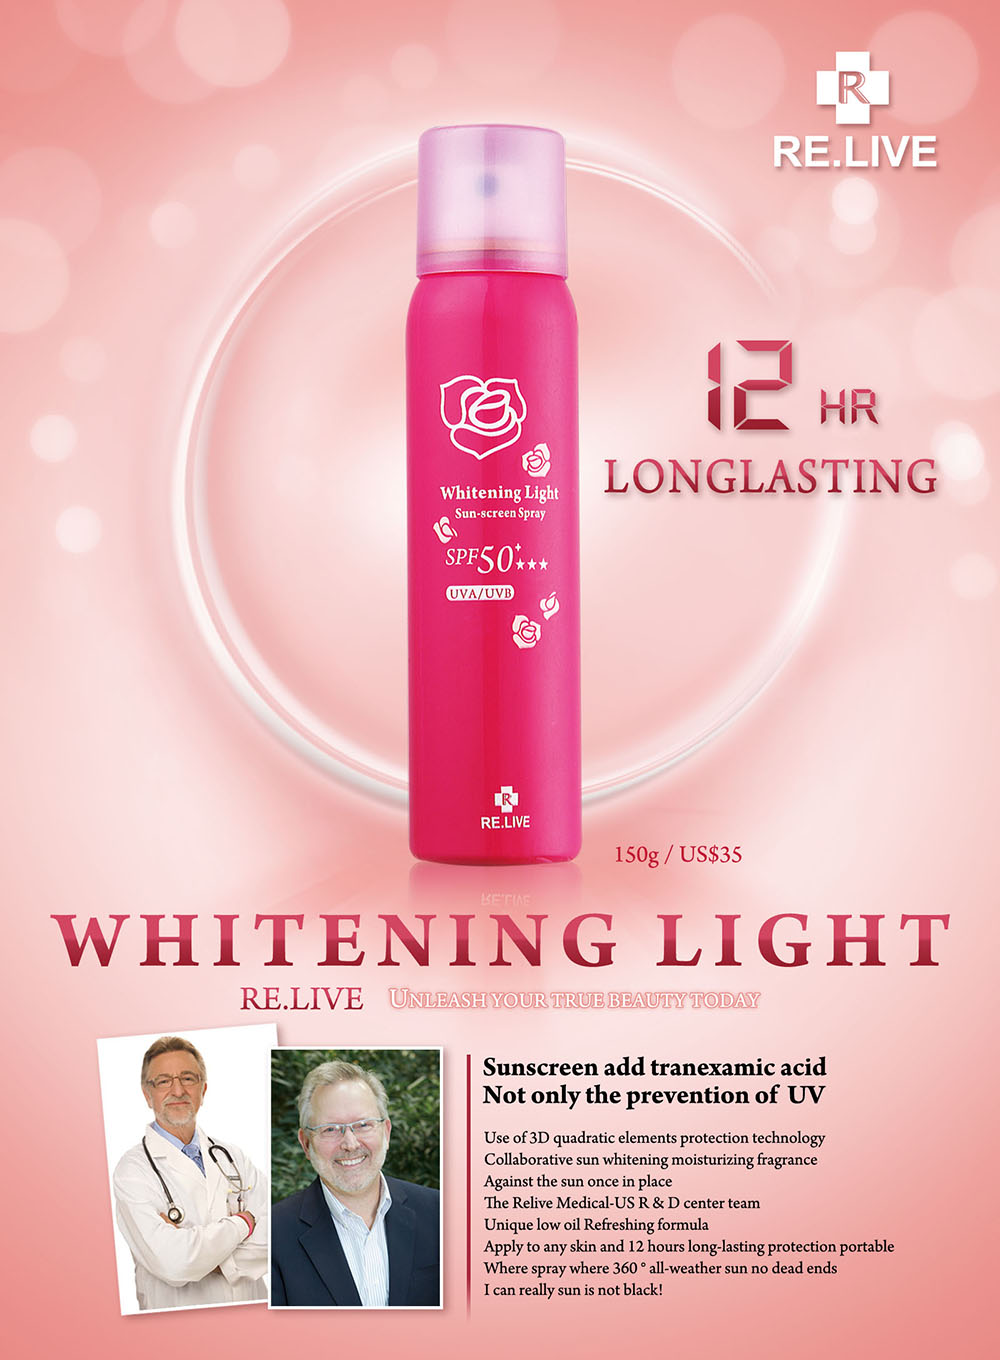 R
RE.LIVE
12 HR
LONGLASTING
Whitening Light
Sun-screen Spray
SPF50+★★★
UVA/UVB
R
RE.LIVE
150g / US$35
WHITENING LIGHT
RE.LIVE UNLEASH YOUR TRUE BEAUTY TODAY
Sunscreen add tranexamic acid
Not only the prevention of UV
Use of 3D quadratic elements protection technology
Collaborative sun whitening moisturizing fragrance
Against the sun once in place
The Relive Medical-US R & D center team
Unique low oil Refreshing formula
Apply to any skin and 12 hours long-lasting protection portable
Where spray where 360 ° all-weather sun no dead ends
I can really sun is not black!